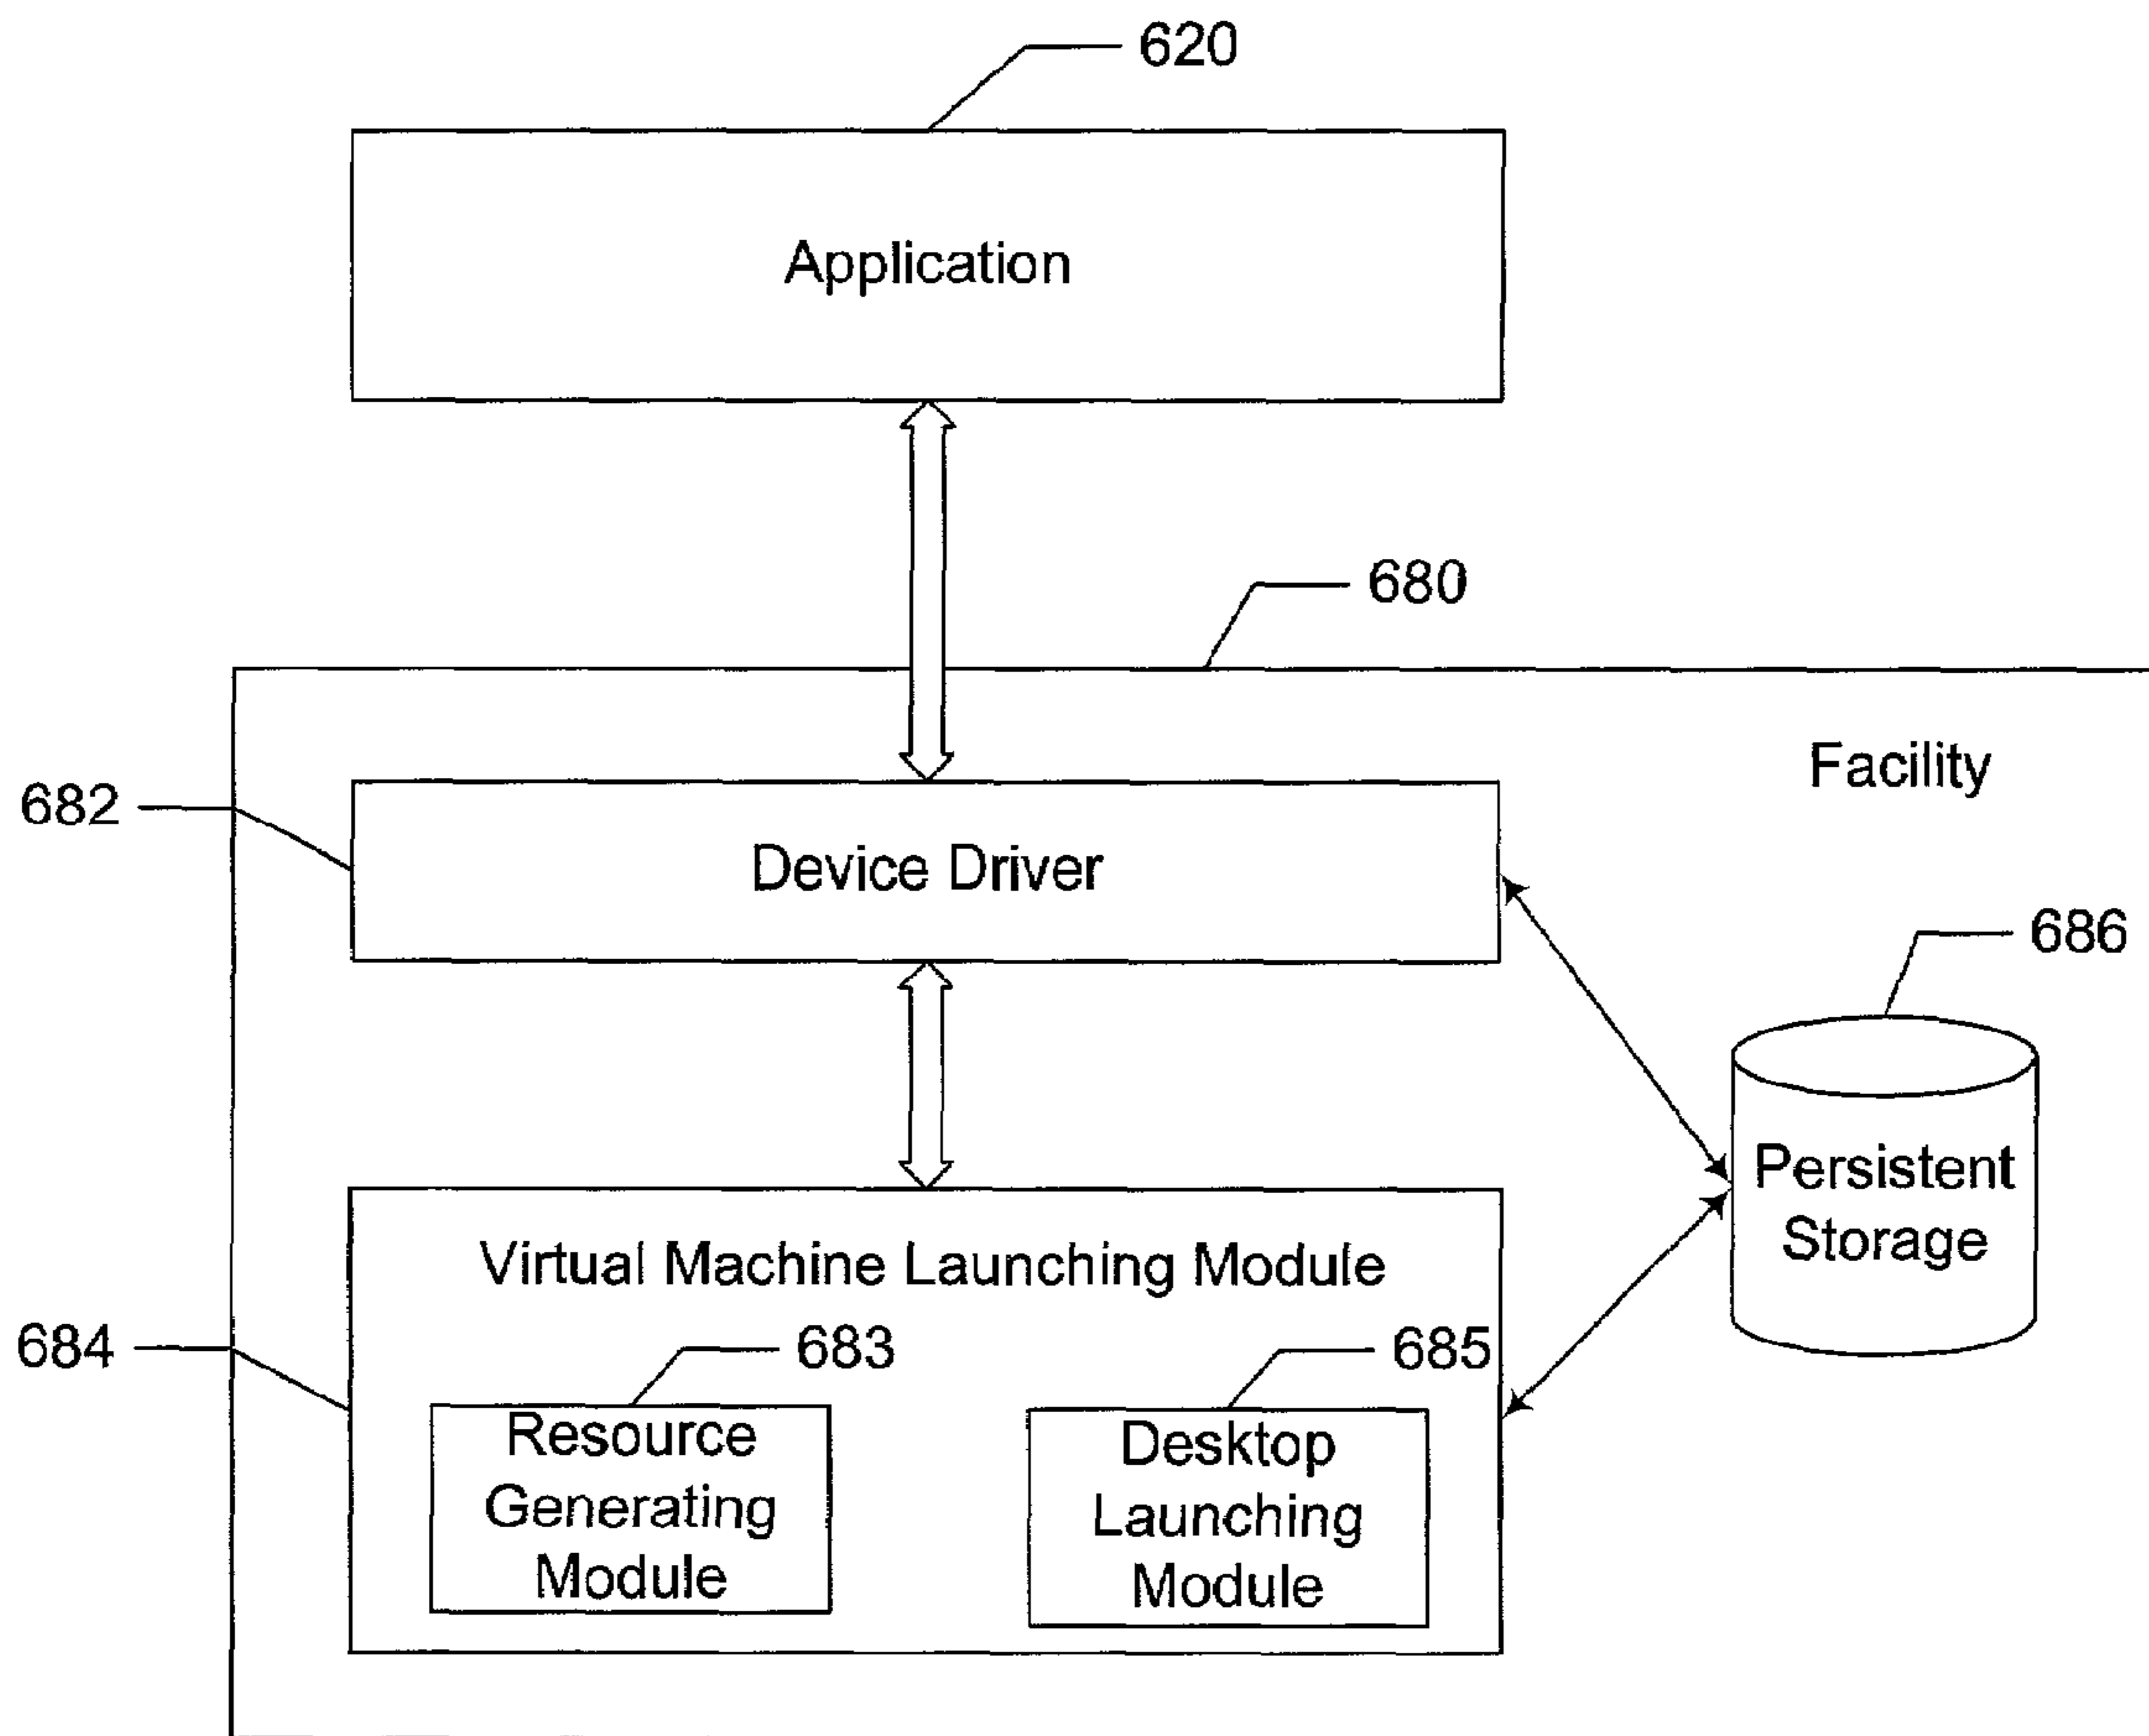 620
Application
680
Facility
682
Device Driver
686
Persistent
Storage
Virtual Machine Launching Module
684
683
685
Resource
Generating
Module
Desktop
Launching
Module